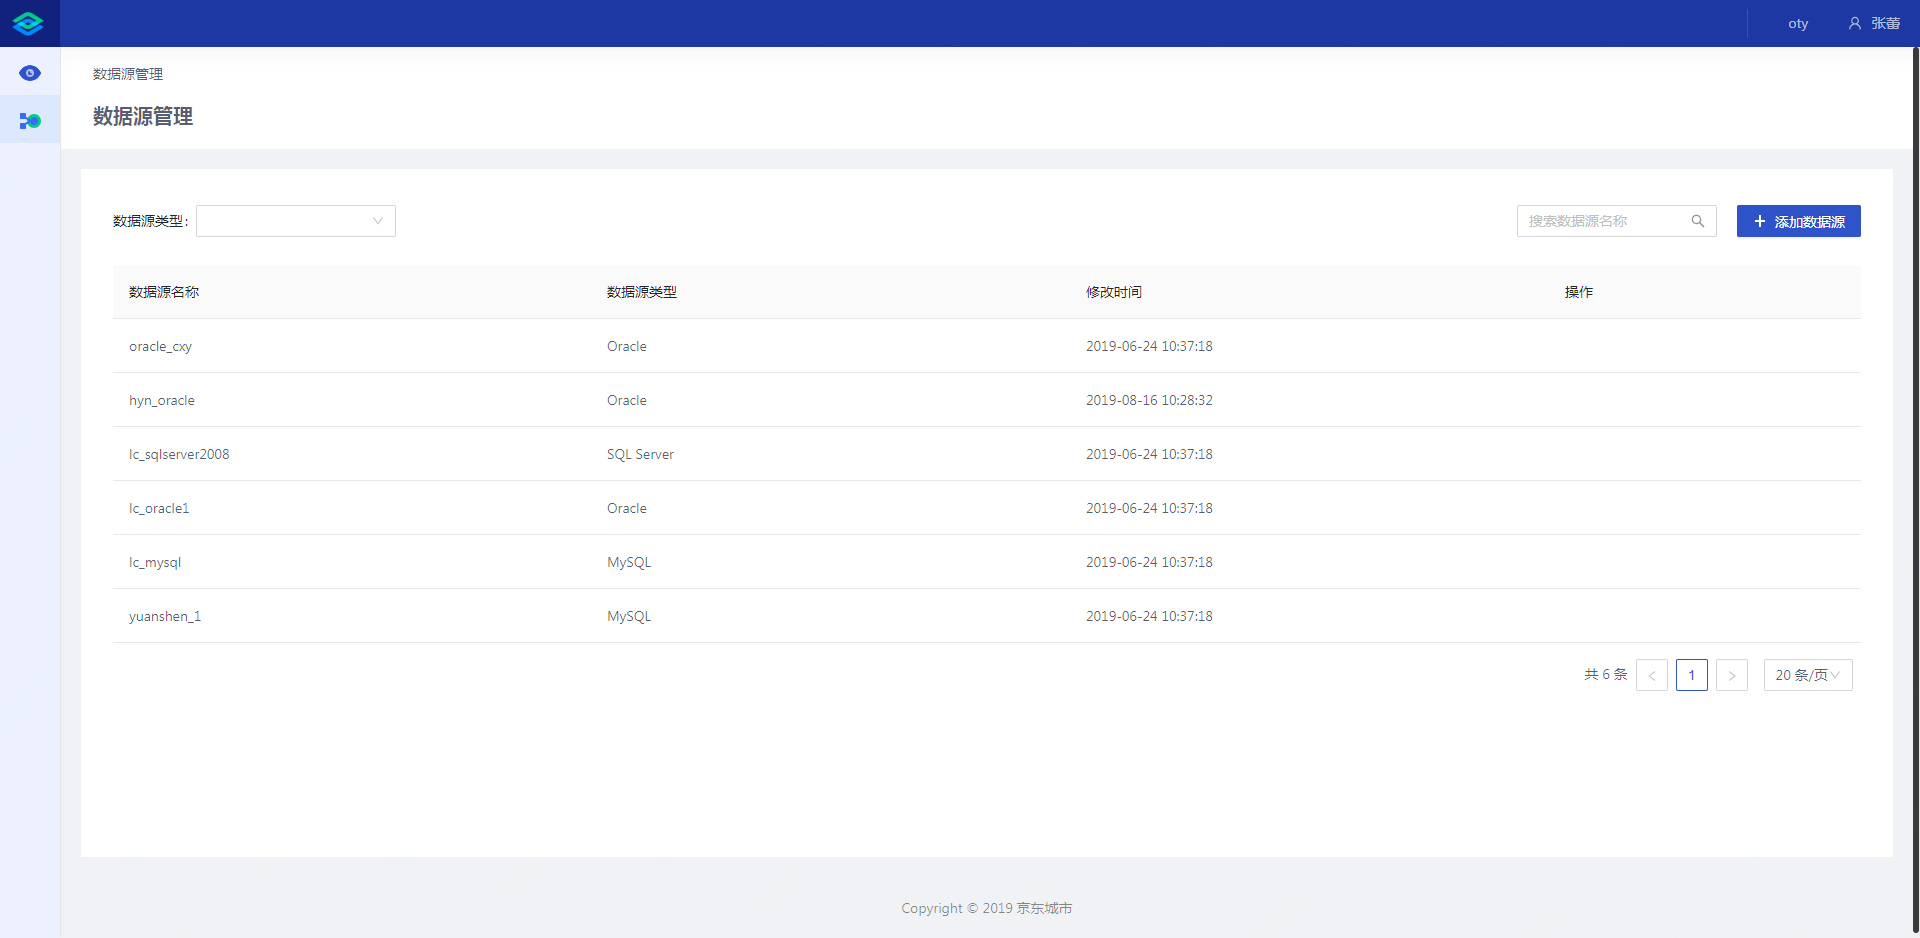 oty 张蕾
数据源管理
数据源管理
数据源类型: 搜索数据源名称 添加数据源
数据源名称 数据源类型 修改时间 操作
oracle_cxy Oracle 2019-06-24 10:37:18
hyn_oracle Oracle 2019-08-16 10:28:32
lc_sqlserver2008 SQL Server 2019-06-24 10:37:18
lc_oracle1 Oracle 2019-06-24 10:37:18
lc_mysql MySQL 2019-06-24 10:37:18
yuanshen_1 MySQL 2019-06-24 10:37:18
共 6 条 < 1 > 20 条/页
Copyright © 2019 京东城市